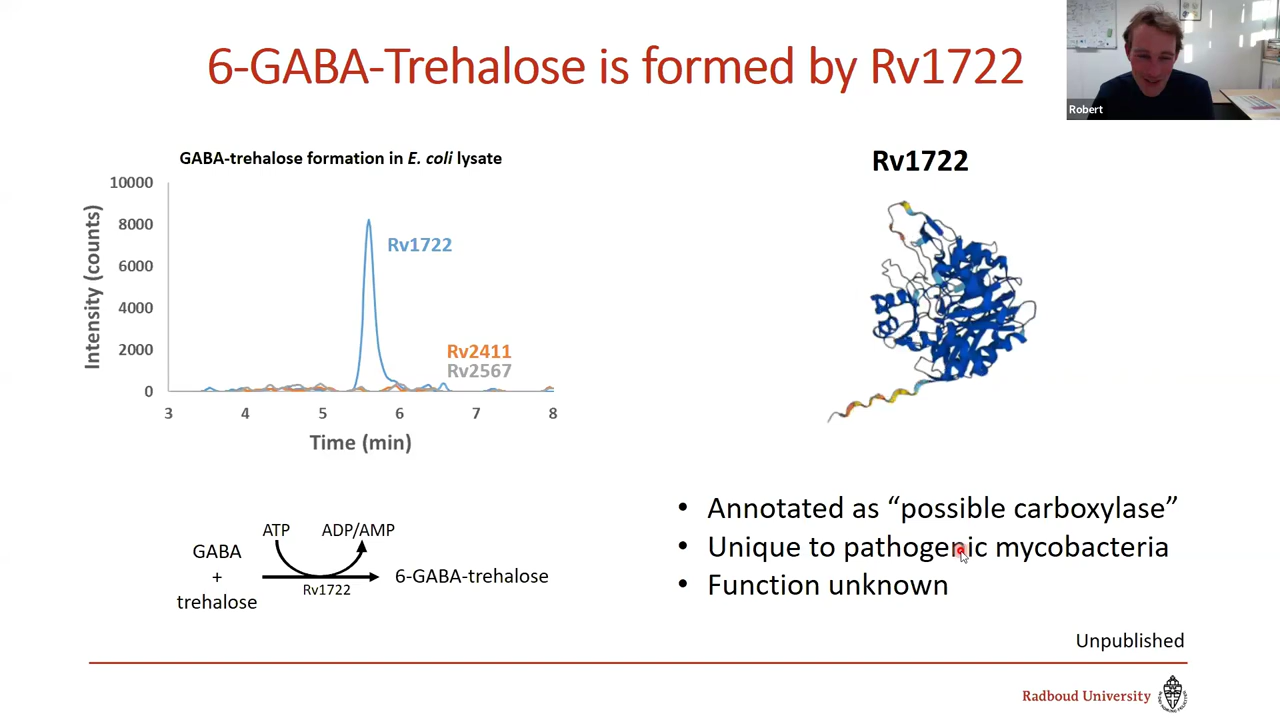 6-GABA-Trehalose is formed by Rv1722
Robert
GABA-trehalose formation in E. coli lysate
Intensity (counts)
10000
8000
6000
4000
2000
0
Rv1722
Rv2411
Rv2567
3 4 5 6 7 8
Time (min)
Rv1722
ATP ADP/AMP
GABA
+
trehalose
Rv1722
6-GABA-trehalose
• Annotated as “possible carboxylase”
• Unique to pathogenic mycobacteria
• Function unknown
Unpublished
Radboud University